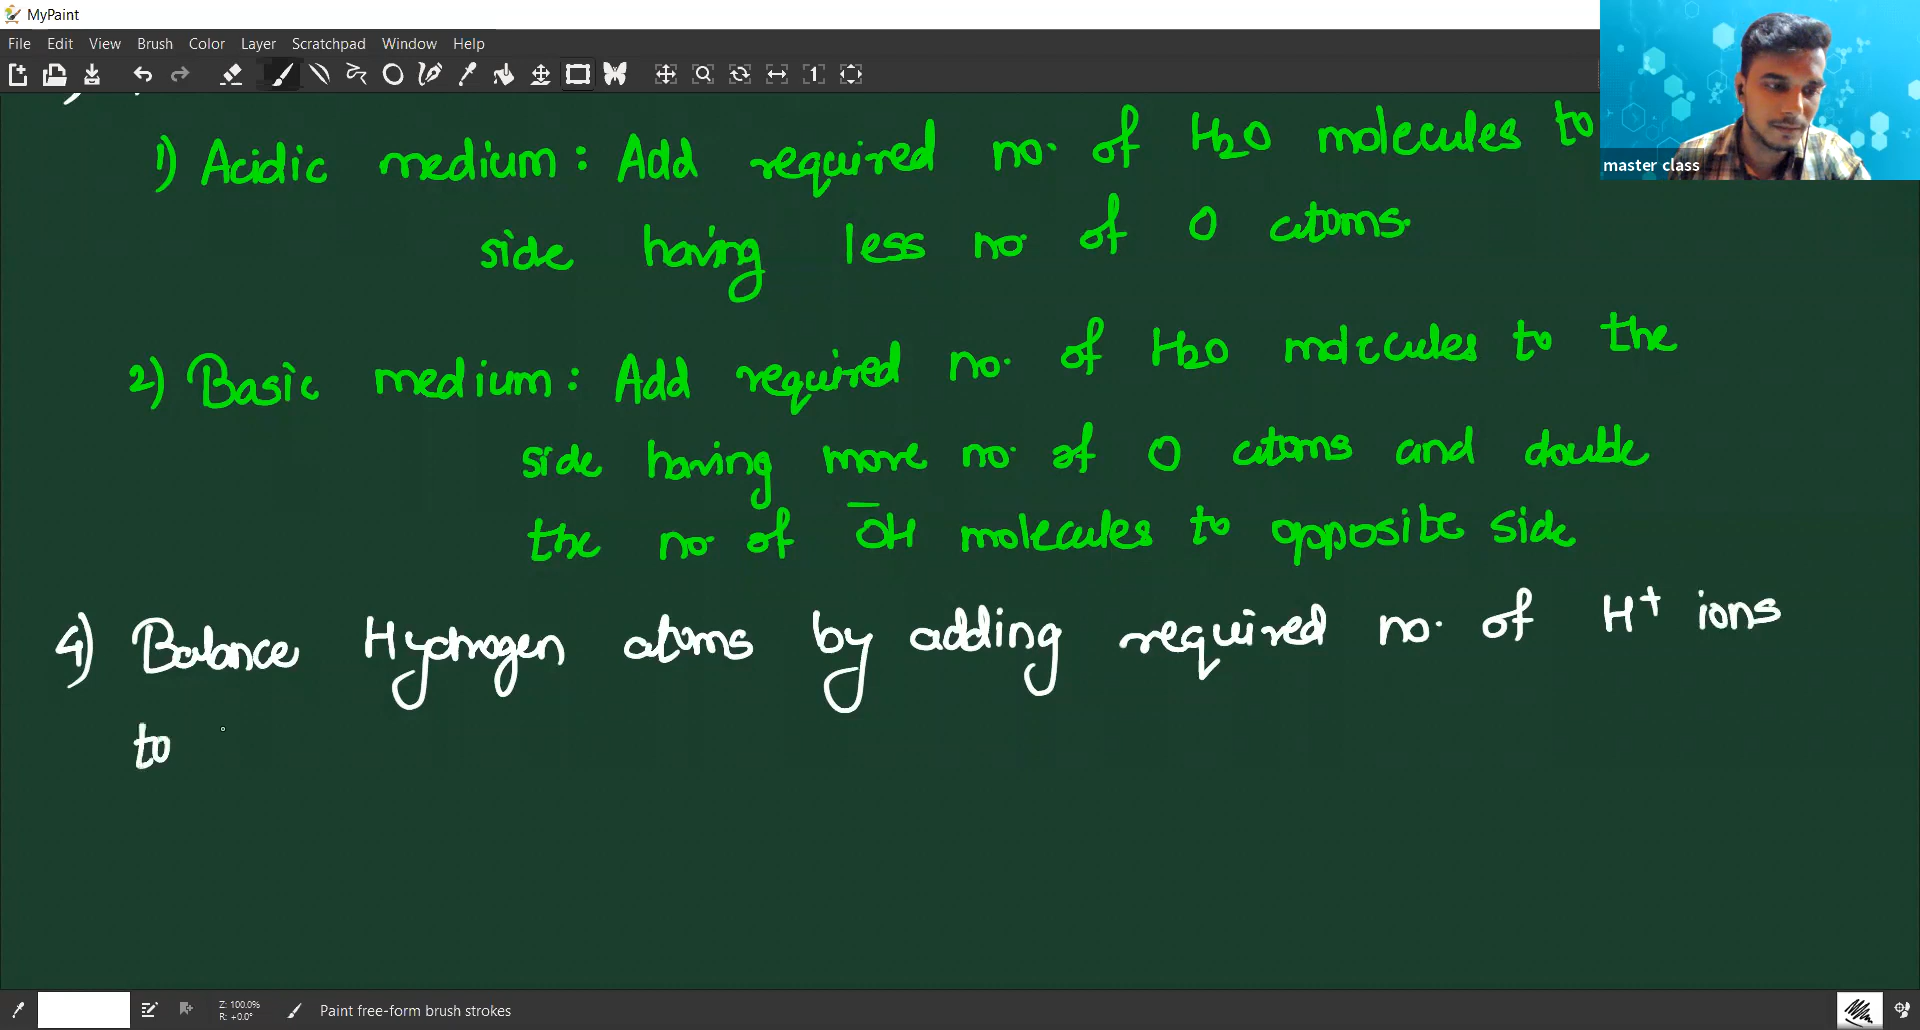 MyPaint
File Edit View Brush Color Layer Scratchpad Window Help
1) Acidic medium : Add required no. of H2O molecules to
master class
side having less no of O atoms.
2) Basic medium : Add required no. of H2O molecules to the
side having more no. of O atoms and double
the no of ŌH molecules to opposite side
4) Balance Hydrogen atoms by adding required no. of H+ ions
to
Z: 100.0%
R: +0.0°
Paint free-form brush strokes